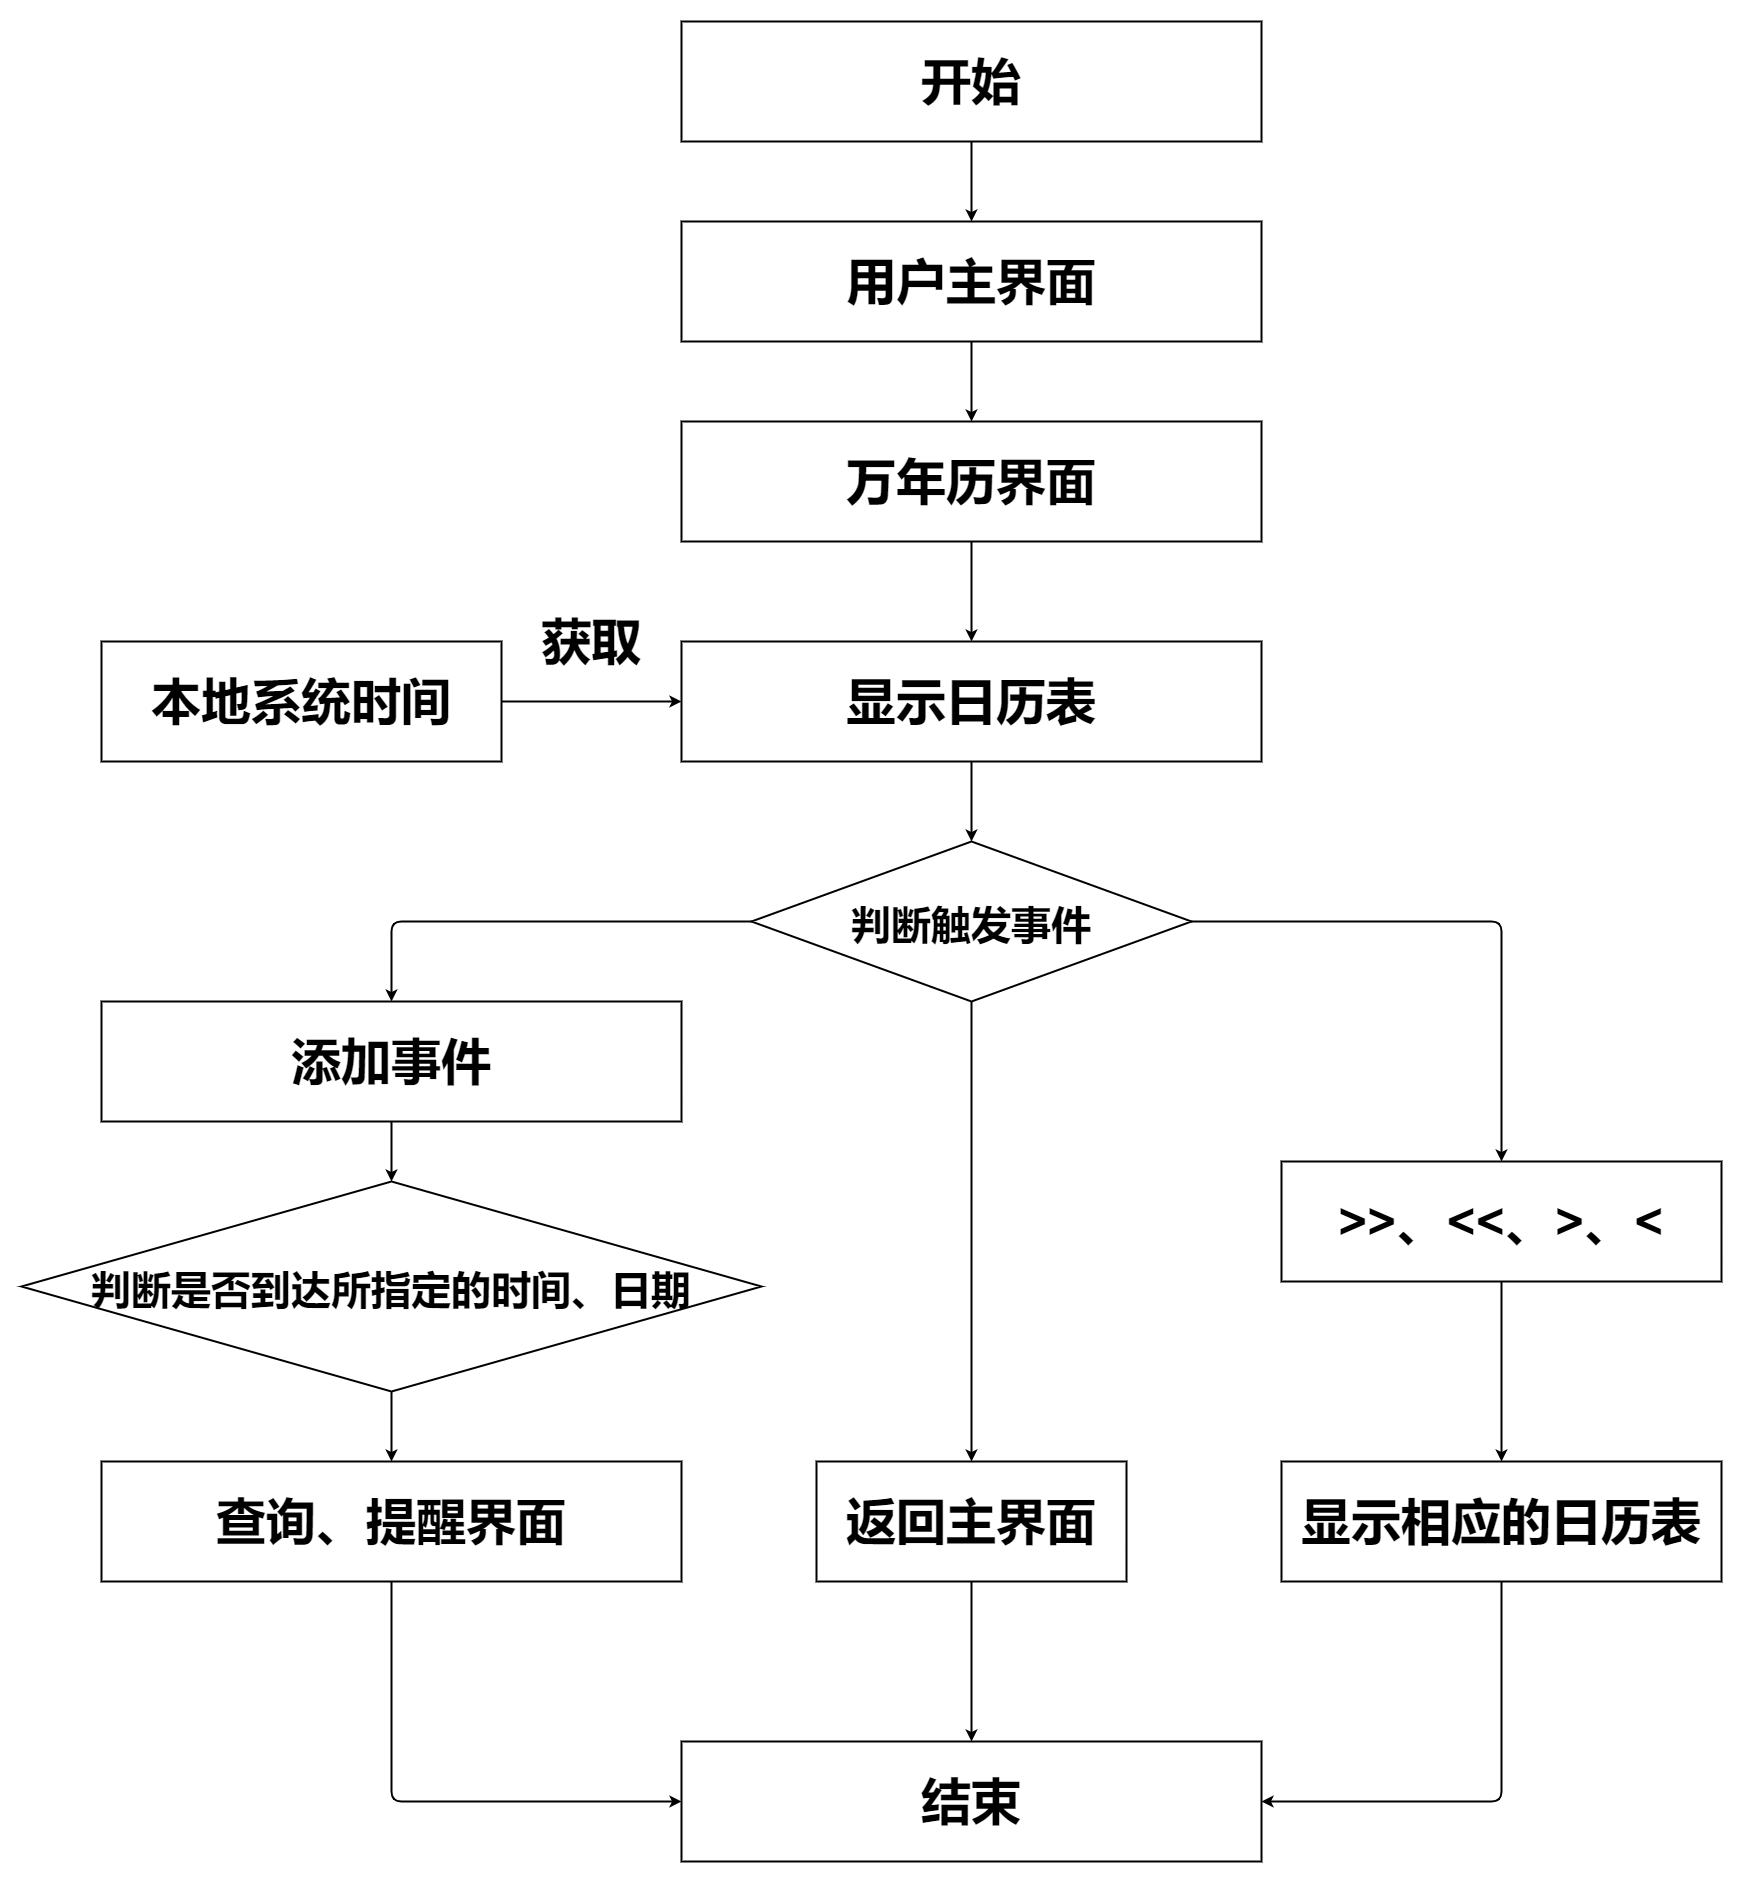 开始
用户主界面
万年历界面
获取
本地系统时间
显示日历表
判断触发事件
添加事件
>>、<<、>、<
判断是否到达所指定的时间、日期
查询、提醒界面
返回主界面
显示相应的日历表
结束